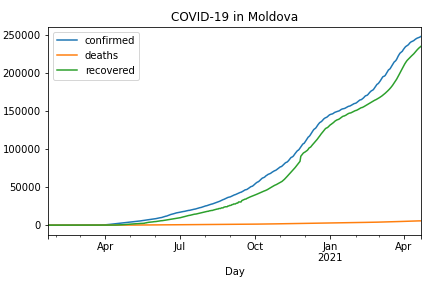 COVID-19 in Moldova
confirmed
deaths
recovered
250000
200000
150000
100000
50000
0
Apr
Jul
Oct
Jan
2021
Apr
Day